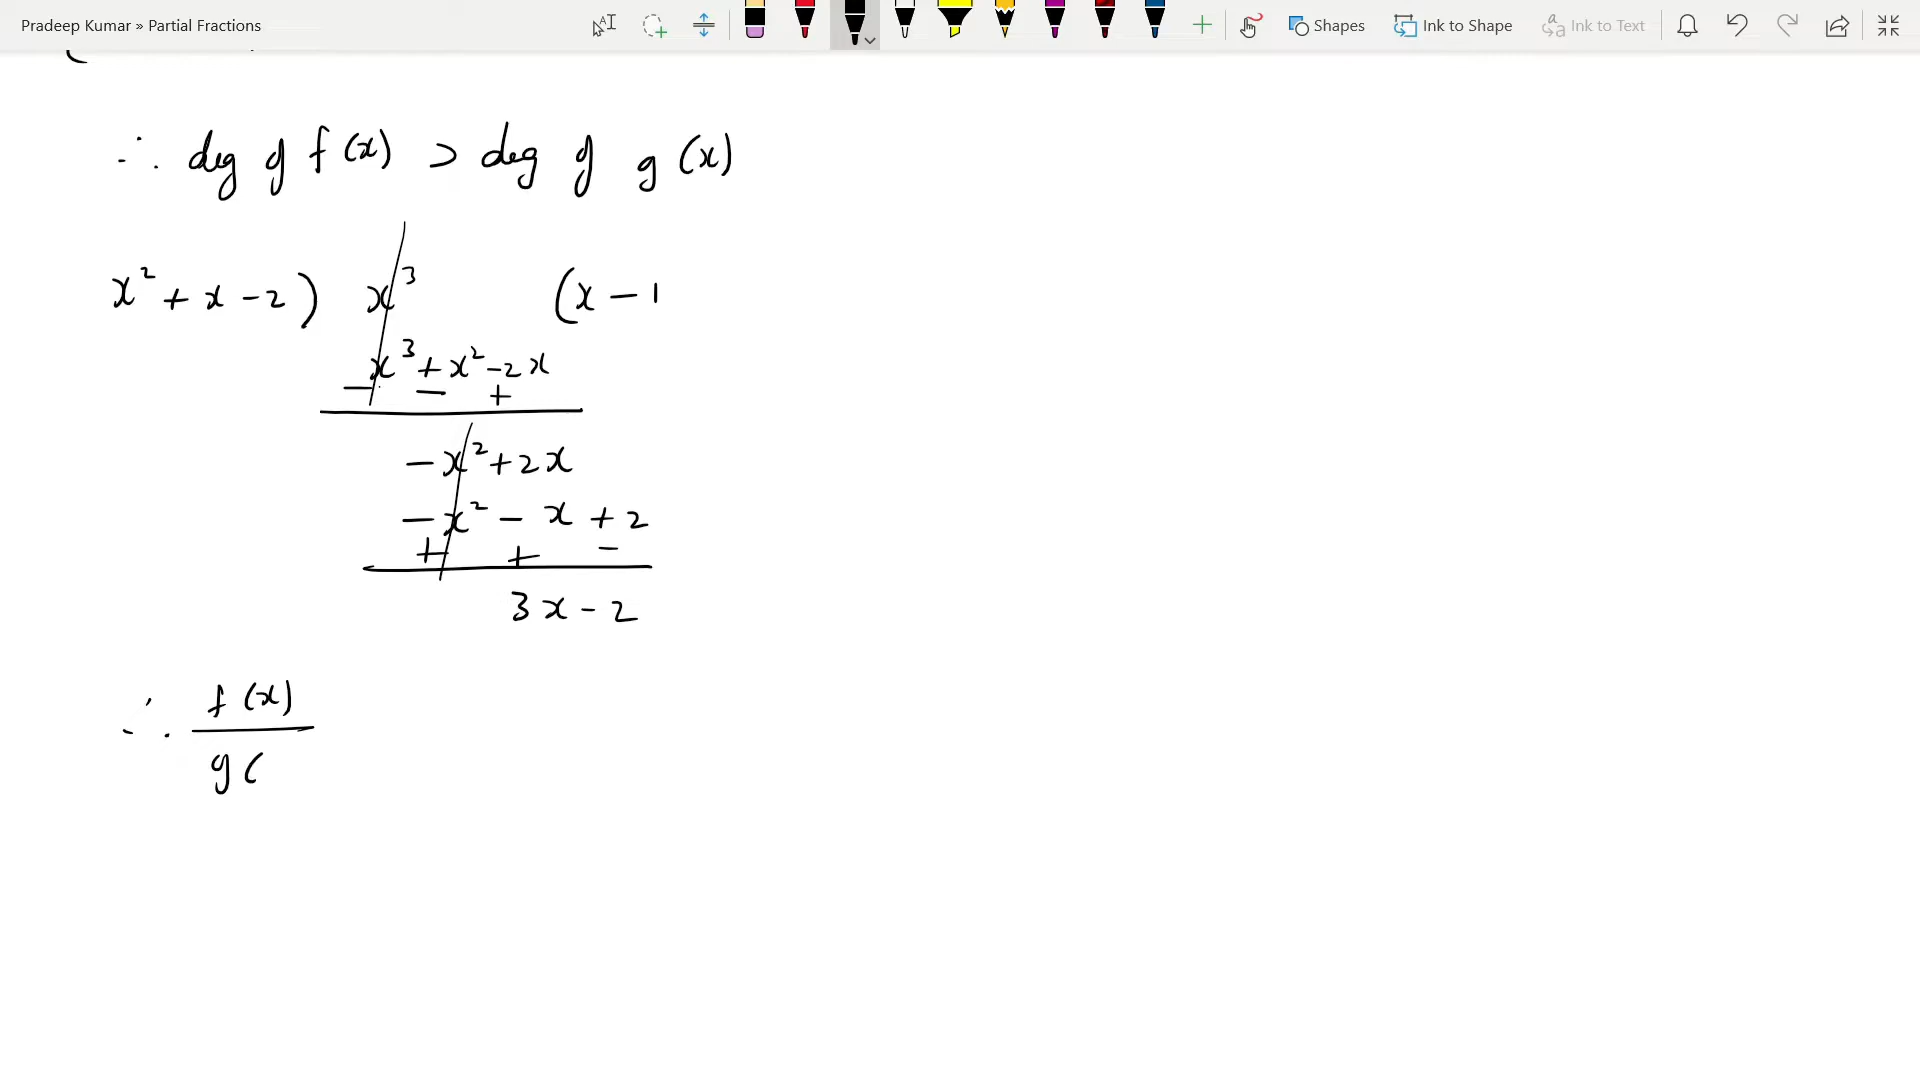 Pradeep Kumar » Partial Fractions
Shapes
Ink to Shape
Ink to Text
∴ deg of f(x) > deg of g(x)
x² + x - 2 ) x³ (x - 1
x³ + x² - 2x
- - +
-x² + 2x
-x² - x + 2
+ + -
3x - 2
∴ f(x)
g(